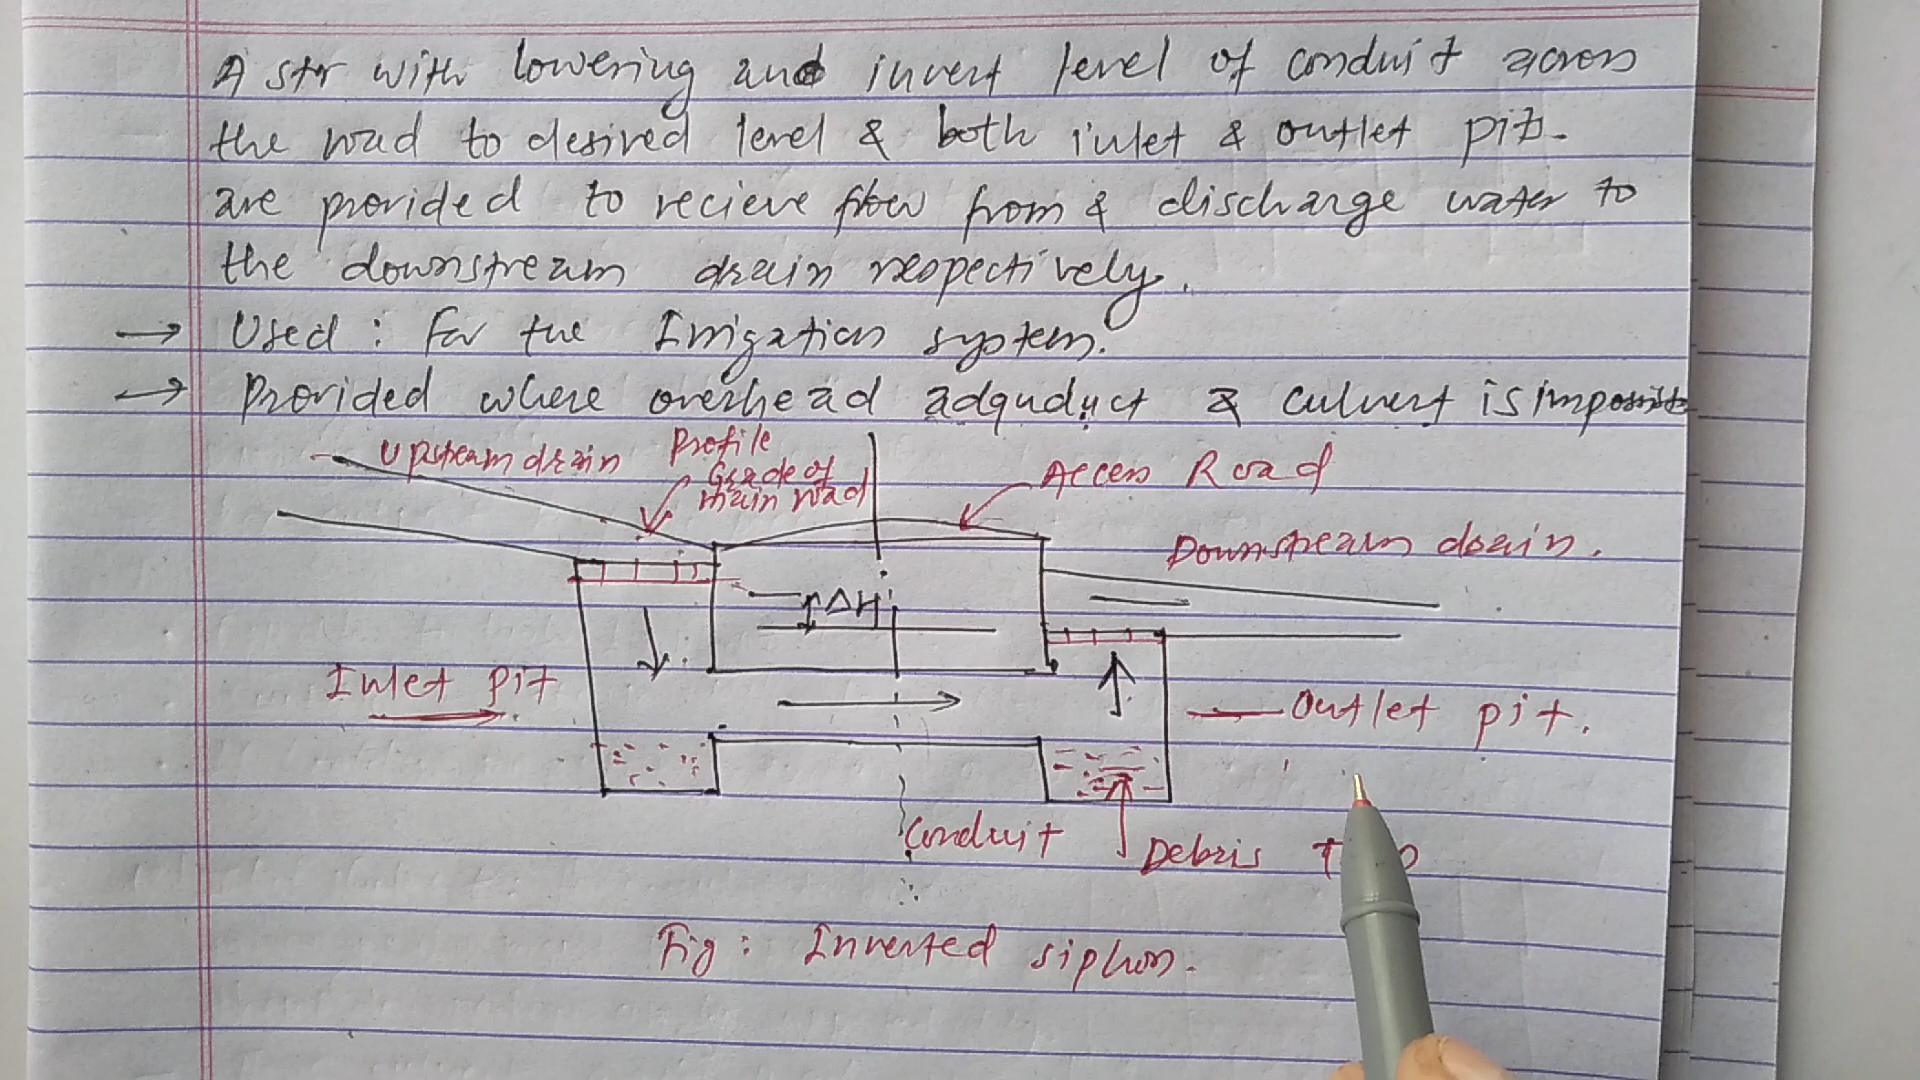 A str with lowering and invert level of conduit across
the road to desired level & both inlet & outlet pit.
are provided to recieve flow from & discharge water to
the downstream drain respectively.
→ Used : For the Irrigation system.
→ Provided where overhead adquduct & culvert is impossible
Upstream drain
Profile
Grade of
main road
Access Road
Downstream drain.
ΔH
Inlet pit
Outlet pit.
Conduit
Debris
Fig : Inverted siphon.